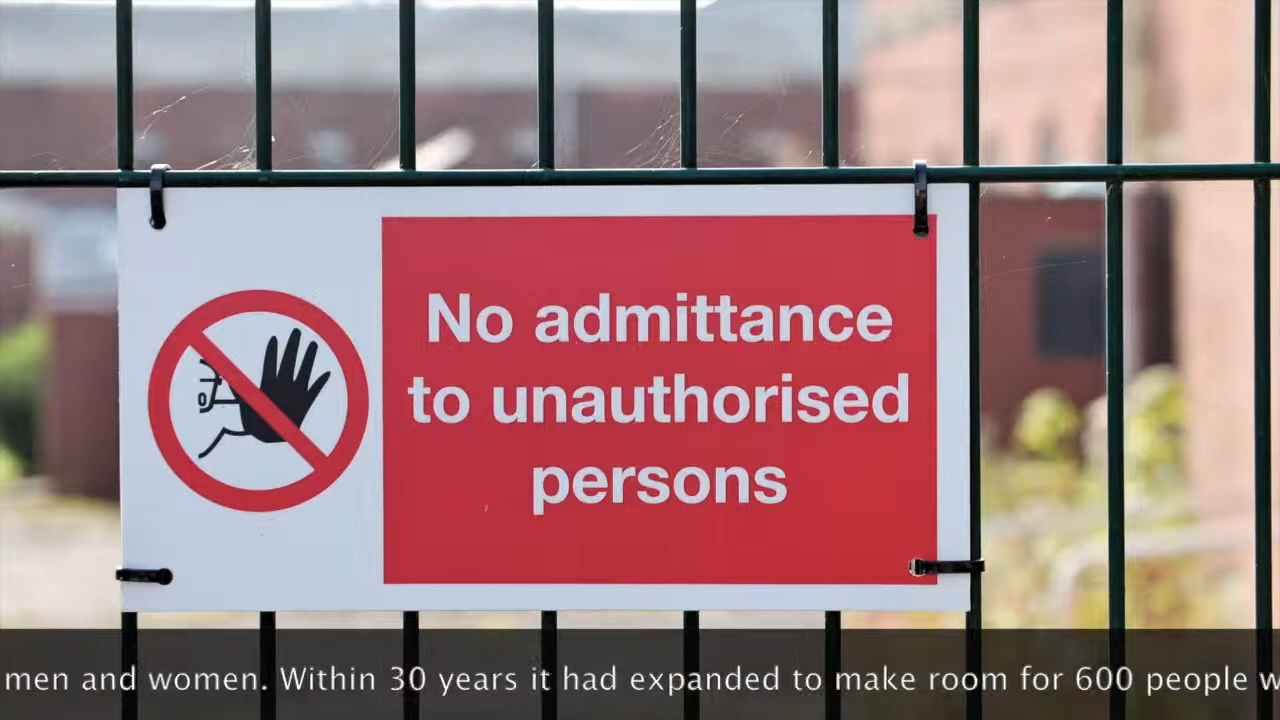 No admittance
to unauthorised
persons
men and women. Within 30 years it had expanded to make room for 600 people